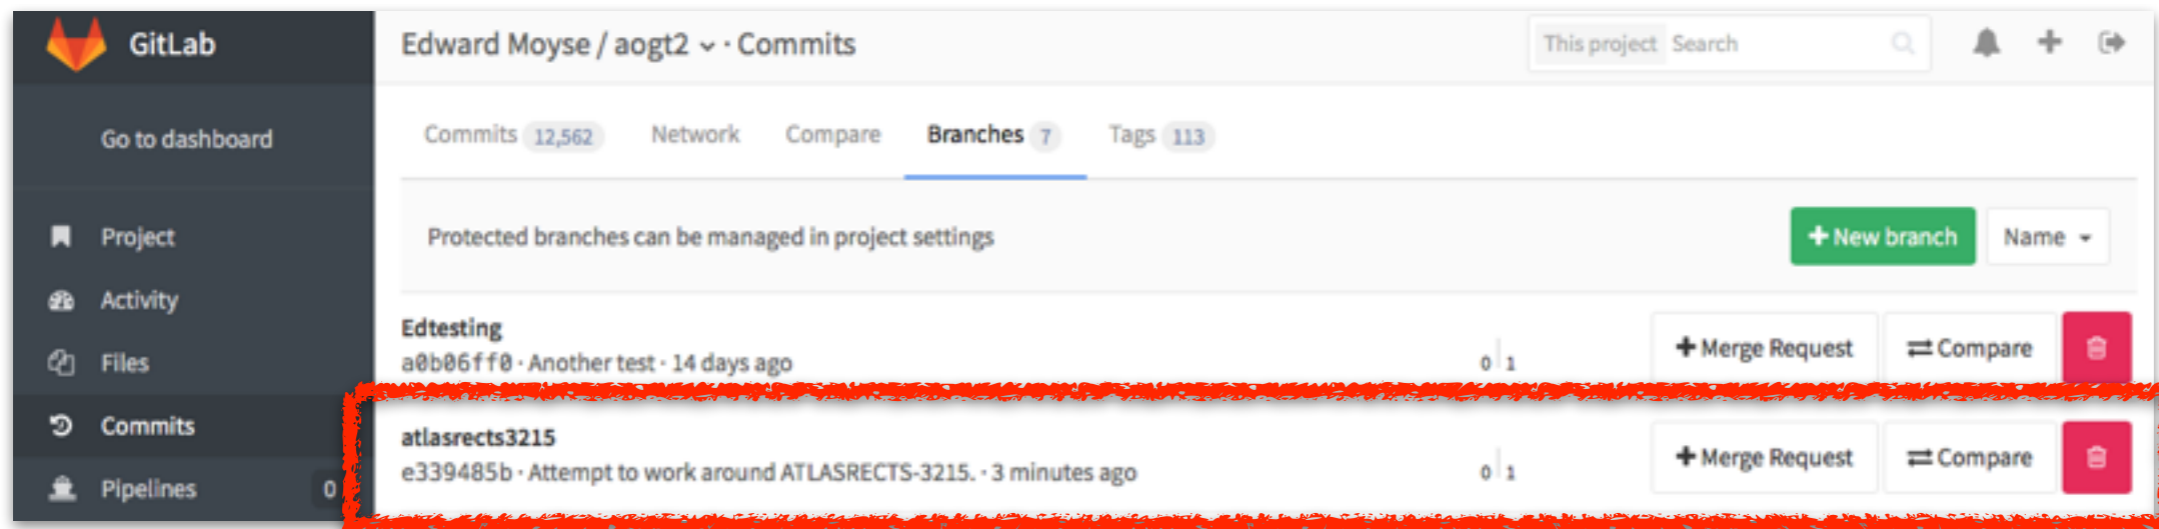 GitLab
Edward Moyse / aogt2 · Commits
This project Search
Go to dashboard
Commits 12,562 Network Compare Branches 7 Tags 113
Project
Protected branches can be managed in project settings
+ New branch
Name
Activity
Edtesting
a0b06ff0 · Another test · 14 days ago
0 1
+ Merge Request
Compare
Files
Commits
atlasrects3215
e339485b · Attempt to work around ATLASRECTS-3215. · 3 minutes ago
0 1
+ Merge Request
Compare
Pipelines 0